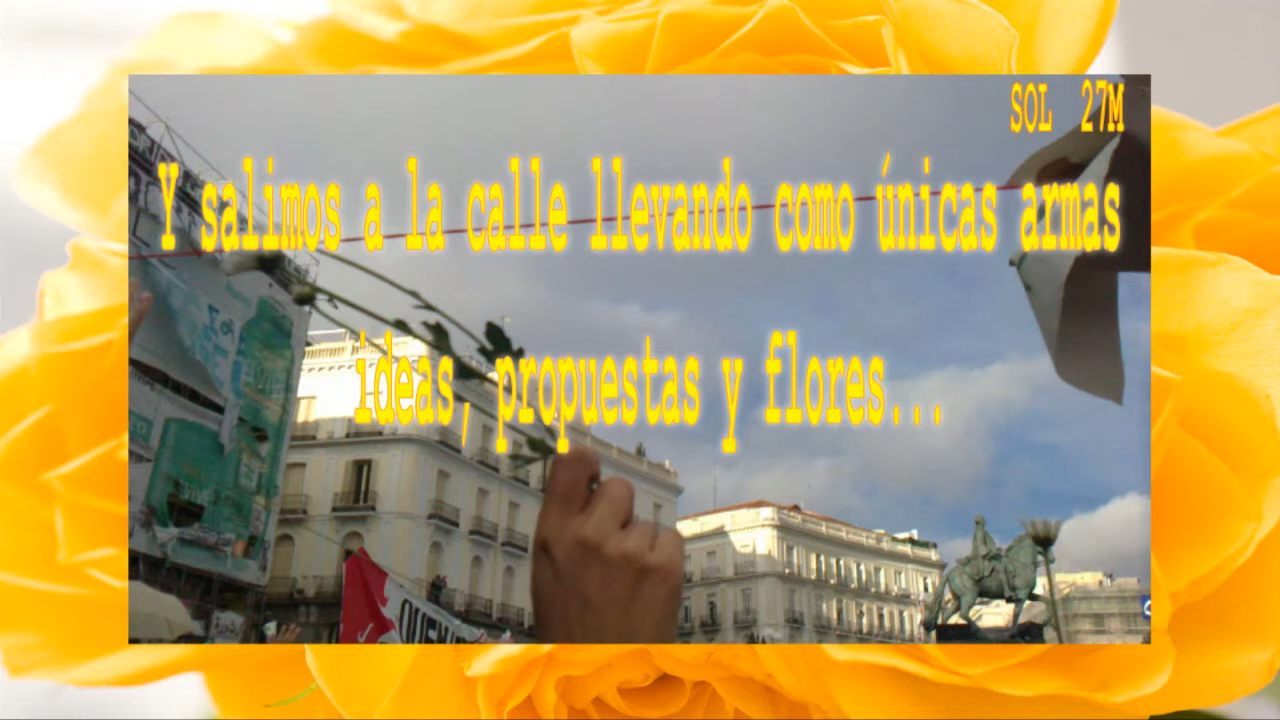 SOL 27M
Y salimos a la calle llevando como únicas armas
ideas, propuestas y flores...